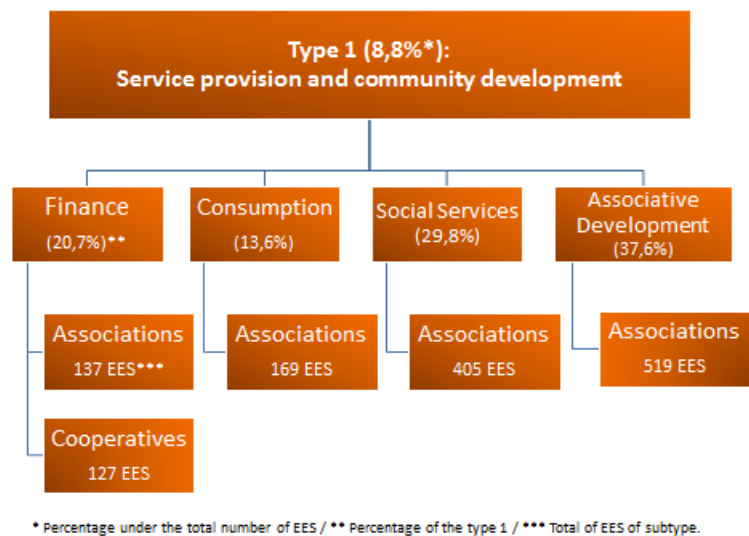 Type 1 (8,8%*):
Service provision and community development
Finance
(20,7%)**
Consumption
(13,6%)
Social Services
(29,8%)
Associative
Development
(37,6%)
Associations
137 EES***
Associations
169 EES
Associations
405 EES
Associations
519 EES
Cooperatives
127 EES
* Percentage under the total number of EES / ** Percentage of the type 1 / *** Total of EES of subtype.